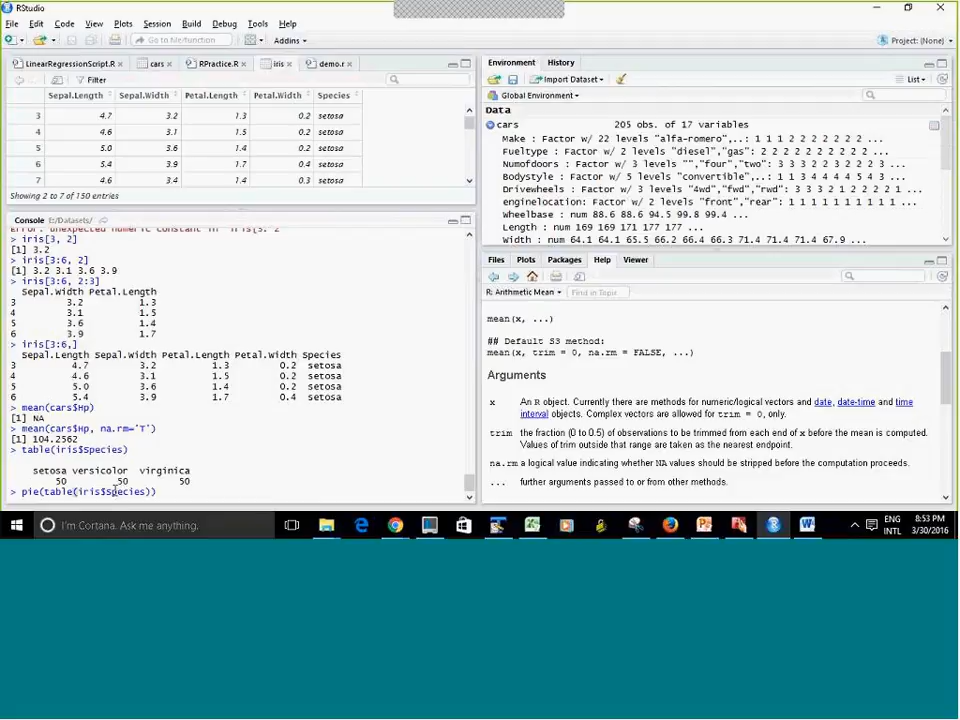 RStudio
File Edit Code View Plots Session Build Debug Tools Help
Go to file/function Addins Project: (None)
LinearRegressionScript.R cars RPractice.R iris demo.r
Filter
Sepal.Length Sepal.Width Petal.Length Petal.Width Species
3 4.7 3.2 1.3 0.2 setosa
4 4.6 3.1 1.5 0.2 setosa
5 5.0 3.6 1.4 0.2 setosa
6 5.4 3.9 1.7 0.4 setosa
7 4.6 3.4 1.4 0.3 setosa
Showing 2 to 7 of 150 entries
Console E:/Datasets/
Error: unexpected numeric constant in "iris[3. 2"
> iris[3, 2]
[1] 3.2
> iris[3:6, 2]
[1] 3.2 3.1 3.6 3.9
> iris[3:6, 2:3]
Sepal.Width Petal.Length
3 3.2 1.3
4 3.1 1.5
5 3.6 1.4
6 3.9 1.7
> iris[3:6,]
Sepal.Length Sepal.Width Petal.Length Petal.Width Species
3 4.7 3.2 1.3 0.2 setosa
4 4.6 3.1 1.5 0.2 setosa
5 5.0 3.6 1.4 0.2 setosa
6 5.4 3.9 1.7 0.4 setosa
> mean(cars$Hp)
[1] NA
> mean(cars$Hp, na.rm='T')
[1] 104.2562
> table(iris$Species)
setosa versicolor virginica
50 50 50
> pie(table(iris$Species))
Environment History
Import Dataset List
Global Environment
Data
cars 205 obs. of 17 variables
Make : Factor w/ 22 levels "alfa-romero",..: 1 1 1 2 2 2 2 2 2 2 ...
Fueltype : Factor w/ 2 levels "diesel","gas": 2 2 2 2 2 2 2 2 2 2 ...
Numofdoors : Factor w/ 3 levels "","four","two": 3 3 3 2 2 3 2 2 2 3 ...
Bodystyle : Factor w/ 5 levels "convertible",..: 1 1 3 4 4 4 4 5 4 3 ...
Drivewheels : Factor w/ 3 levels "4wd","fwd","rwd": 3 3 3 2 1 2 2 2 2 1 ...
enginelocation: Factor w/ 2 levels "front","rear": 1 1 1 1 1 1 1 1 1 1 ...
Wheelbase : num 88.6 88.6 94.5 99.8 99.4 ...
Length : num 169 169 171 177 177 ...
Width : num 64.1 64.1 65.5 66.2 66.4 66.3 71.4 71.4 71.4 67.9 ...
Files Plots Packages Help Viewer
R: Arithmetic Mean Find in Topic
mean(x, ...)
## Default S3 method:
mean(x, trim = 0, na.rm = FALSE, ...)
Arguments
x An R object. Currently there are methods for numeric/logical vectors and date, date-time and time
interval objects. Complex vectors are allowed for trim = 0, only.
trim the fraction (0 to 0.5) of observations to be trimmed from each end of x before the mean is computed.
Values of trim outside that range are taken as the nearest endpoint.
na.rm a logical value indicating whether NA values should be stripped before the computation proceeds.
... further arguments passed to or from other methods.
I'm Cortana. Ask me anything.
ENG 8:53 PM
INTL 3/30/2016